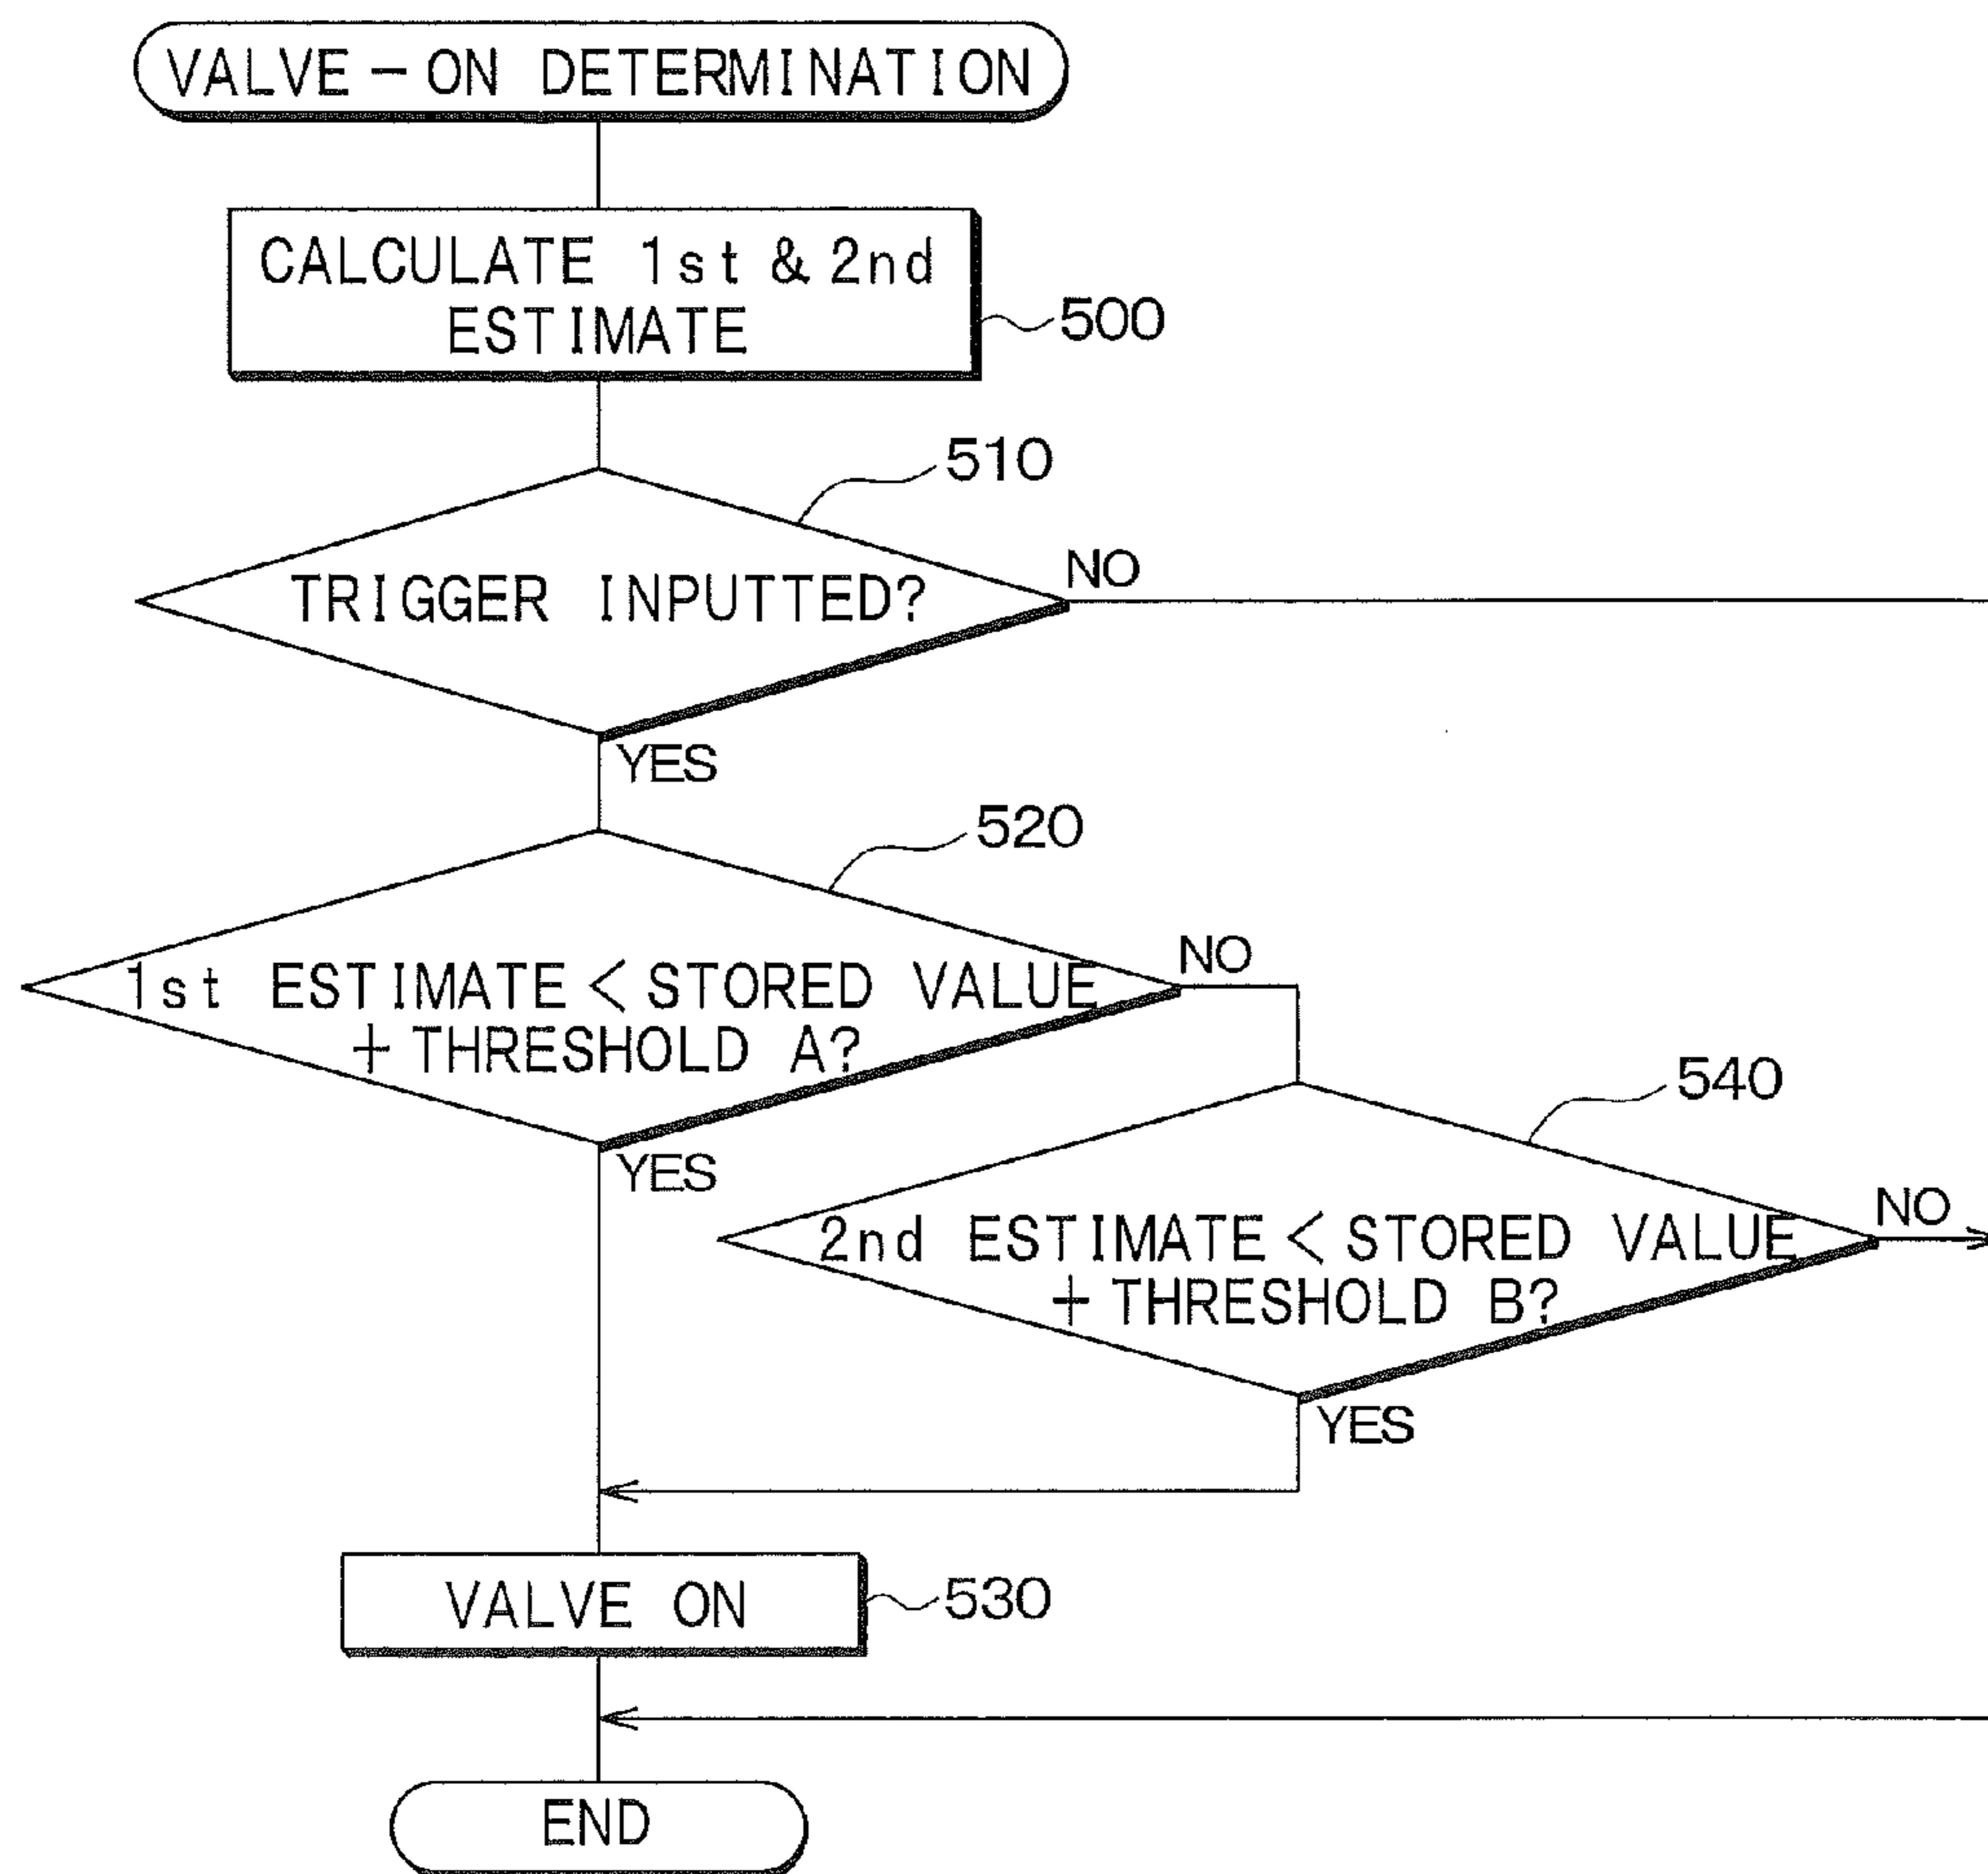 VALVE-ON DETERMINATION
CALCULATE 1st & 2nd
ESTIMATE
500
510
TRIGGER INPUTTED?
NO
YES
520
1st ESTIMATE < STORED VALUE
+ THRESHOLD A?
NO
YES
540
2nd ESTIMATE < STORED VALUE
+ THRESHOLD B?
NO
YES
VALVE ON
530
END